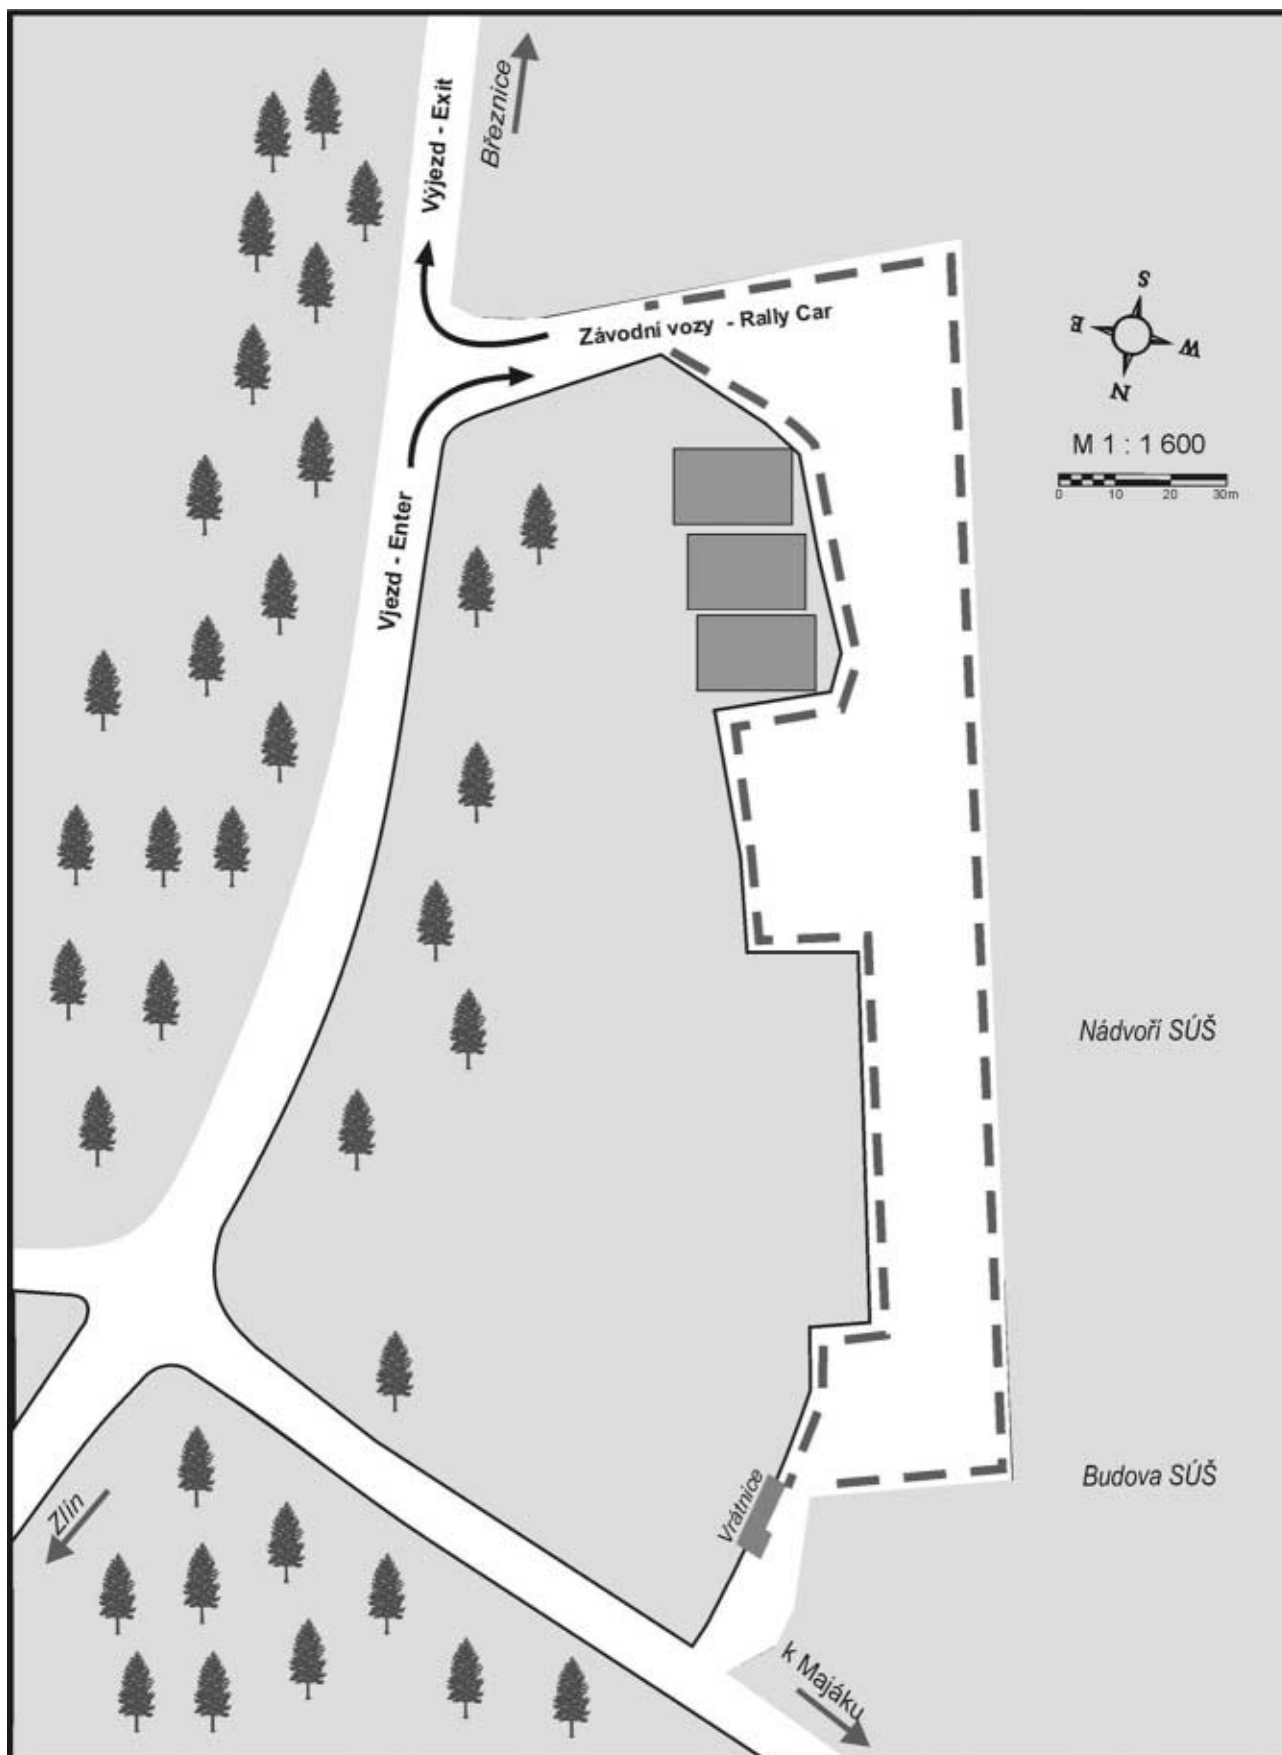 Výjezd - Exit
Březnice
Závodní vozy - Rally Car
S
E
W
N
M 1 : 1 600
0 10 20 30m
Vjezd - Enter
Nádvoří SÚŠ
Budova SÚŠ
Vrátnice
Zlín
k Majáku